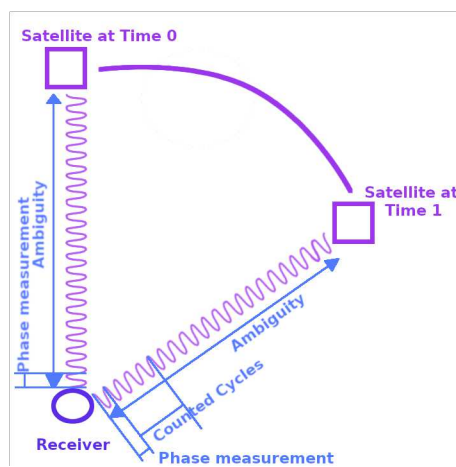 Satellite at Time 0
Satellite at
Time 1
Phase measurement
Ambiguity
Ambiguity
Counted Cycles
Receiver
Phase measurement